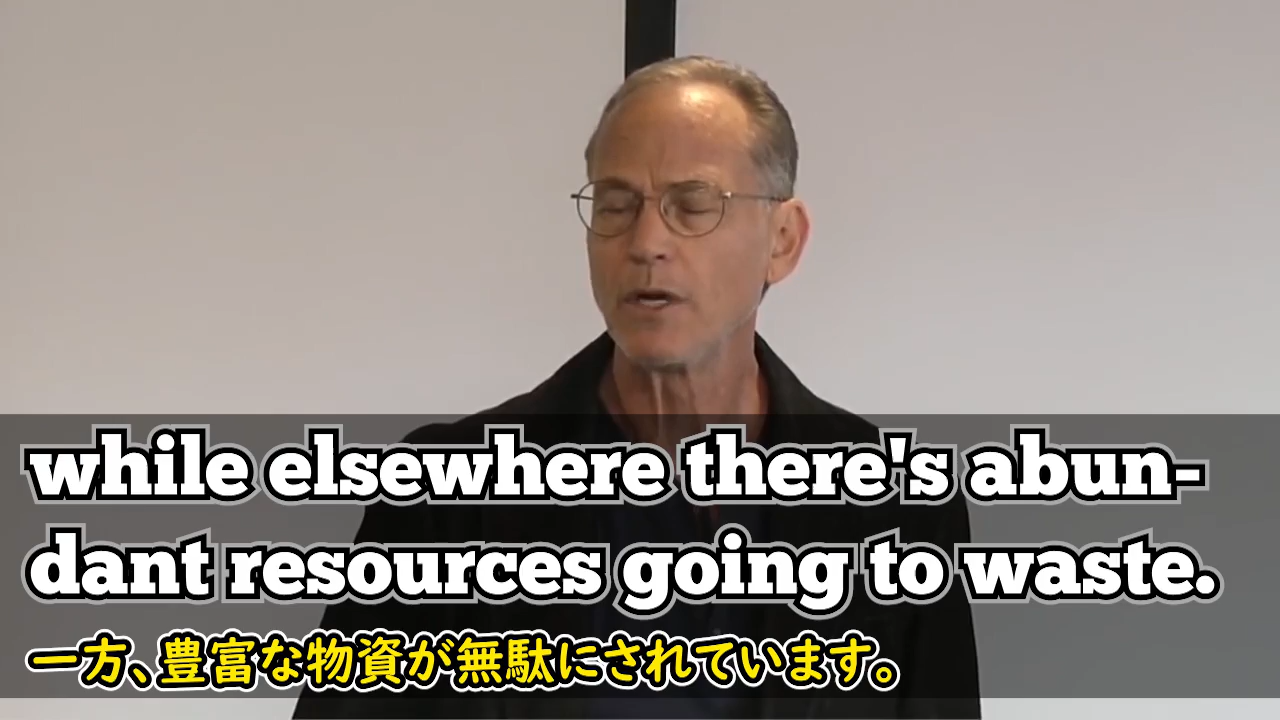 while elsewhere there's abun-
dant resources going to waste.
一方、豊富な物資が無駄にされています。